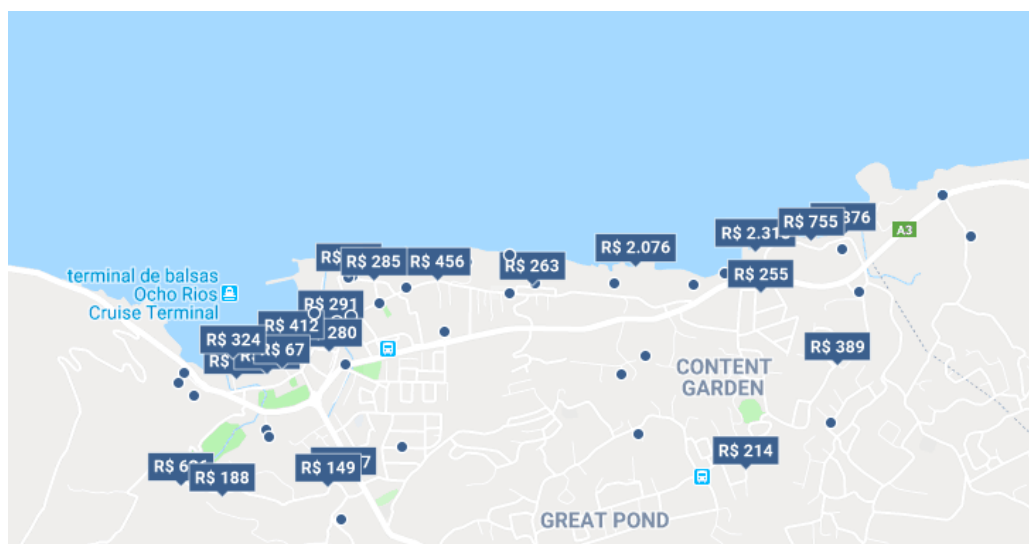 R$ 755
A3
R$ 2.076
R$ 285
R$ 456
R$ 263
R$ 255
terminal de balsas
Ocho Rios
Cruise Terminal
R$ 291
R$ 412
280
R$ 324
R$ 67
R$ 389
CONTENT
GARDEN
R$ 214
R$ 149
R$ 188
GREAT POND